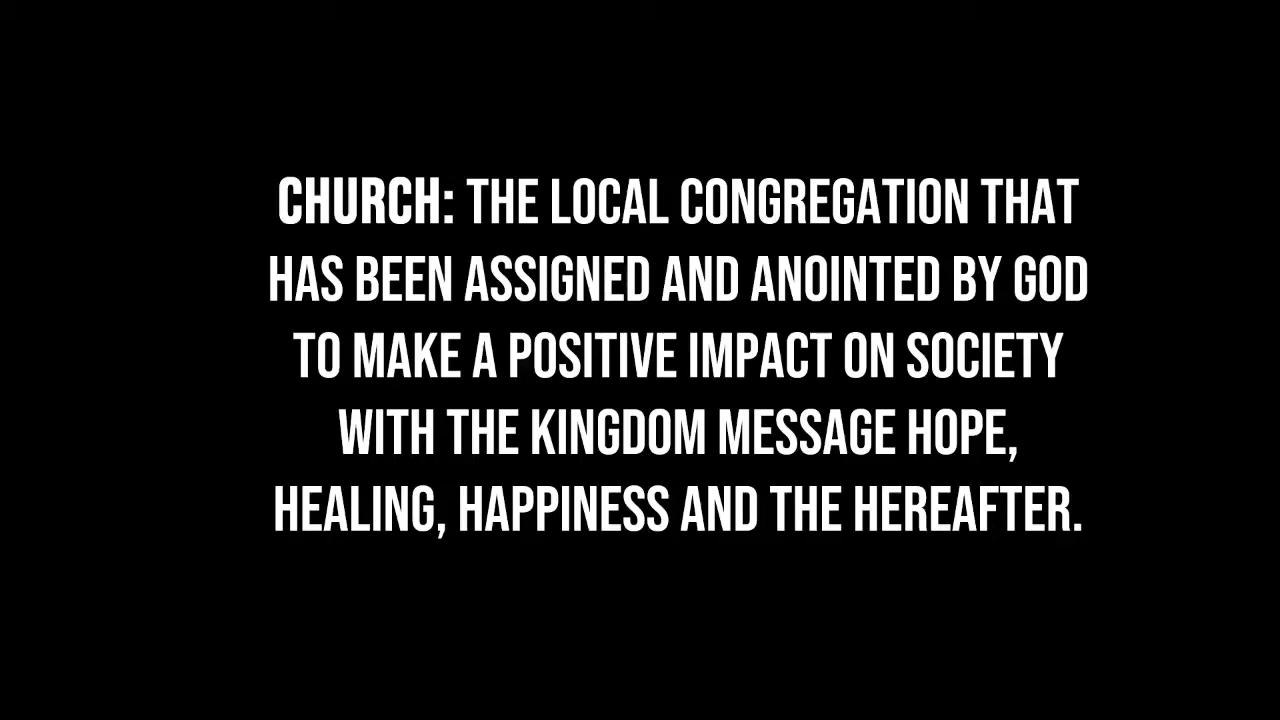 CHURCH: THE LOCAL CONGREGATION THAT
HAS BEEN ASSIGNED AND ANOINTED BY GOD
TO MAKE A POSITIVE IMPACT ON SOCIETY
WITH THE KINGDOM MESSAGE HOPE,
HEALING, HAPPINESS AND THE HEREAFTER.